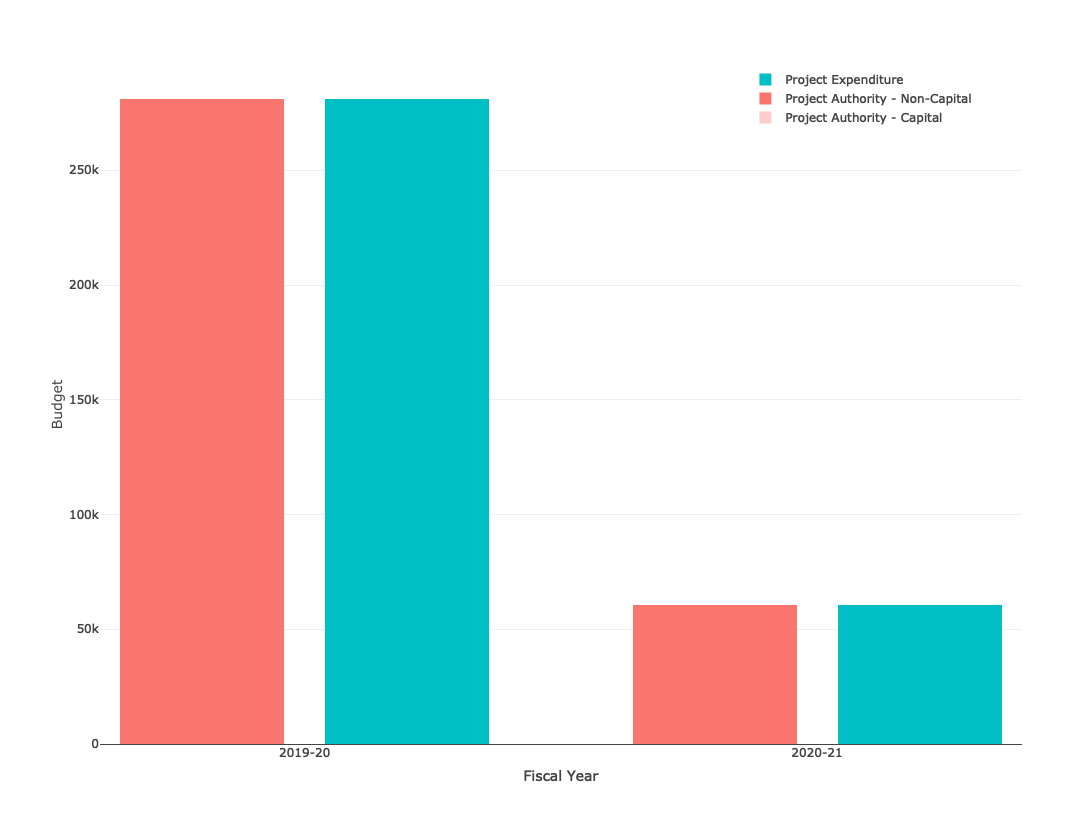 Project Expenditure
Project Authority - Non-Capital
Project Authority - Capital
250k
200k
150k
100k
50k
0
Budget
2019-20
2020-21
Fiscal Year